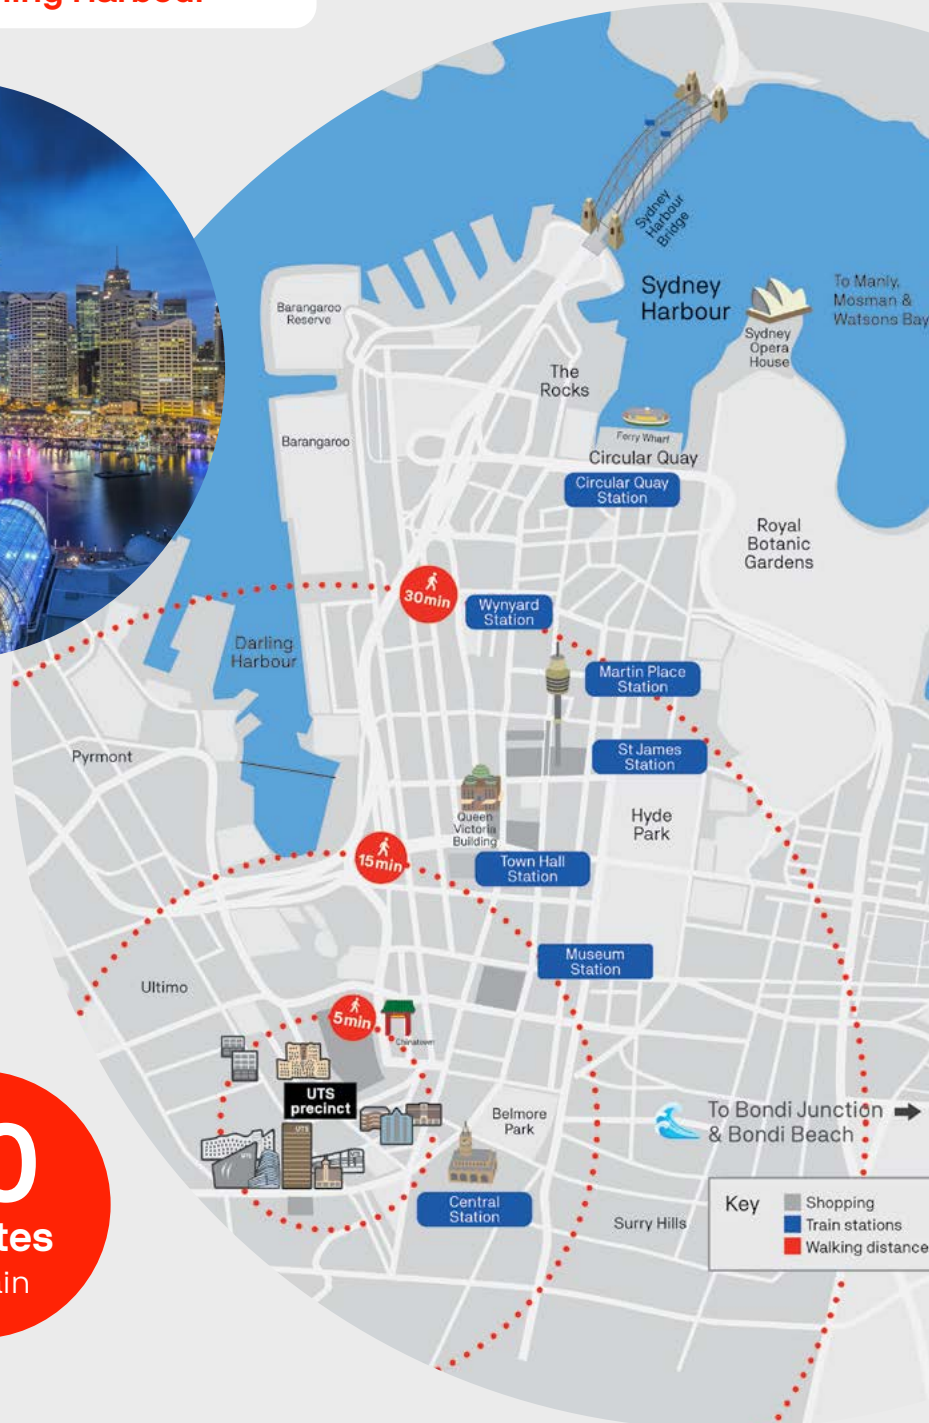 Sydney
Harbour
Bridge
Sydney
Harbour
To Manly,
Mosman &
Watsons Bay
Barangaroo
Reserve
Sydney
Opera
House
The
Rocks
Barangaroo
Ferry Wharf
Circular Quay
Circular Quay
Station
Royal
Botanic
Gardens
30min
Wynyard
Station
Darling
Harbour
Martin Place
Station
Pyrmont
St James
Station
Queen
Victoria
Building
Hyde
Park
15min
Town Hall
Station
Museum
Station
Ultimo
5min
Chinatown
UTS
precinct
UTS
UTS
Belmore
Park
To Bondi Junction
& Bondi Beach
Central
Station
Surry Hills
Key
Shopping
Train stations
Walking distance